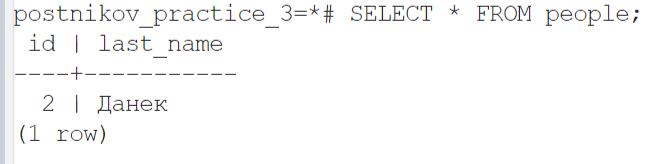 postnikov_practice_3=*# SELECT * FROM people;
 id | last_name
----+-----------
  2 | Данек
(1 row)